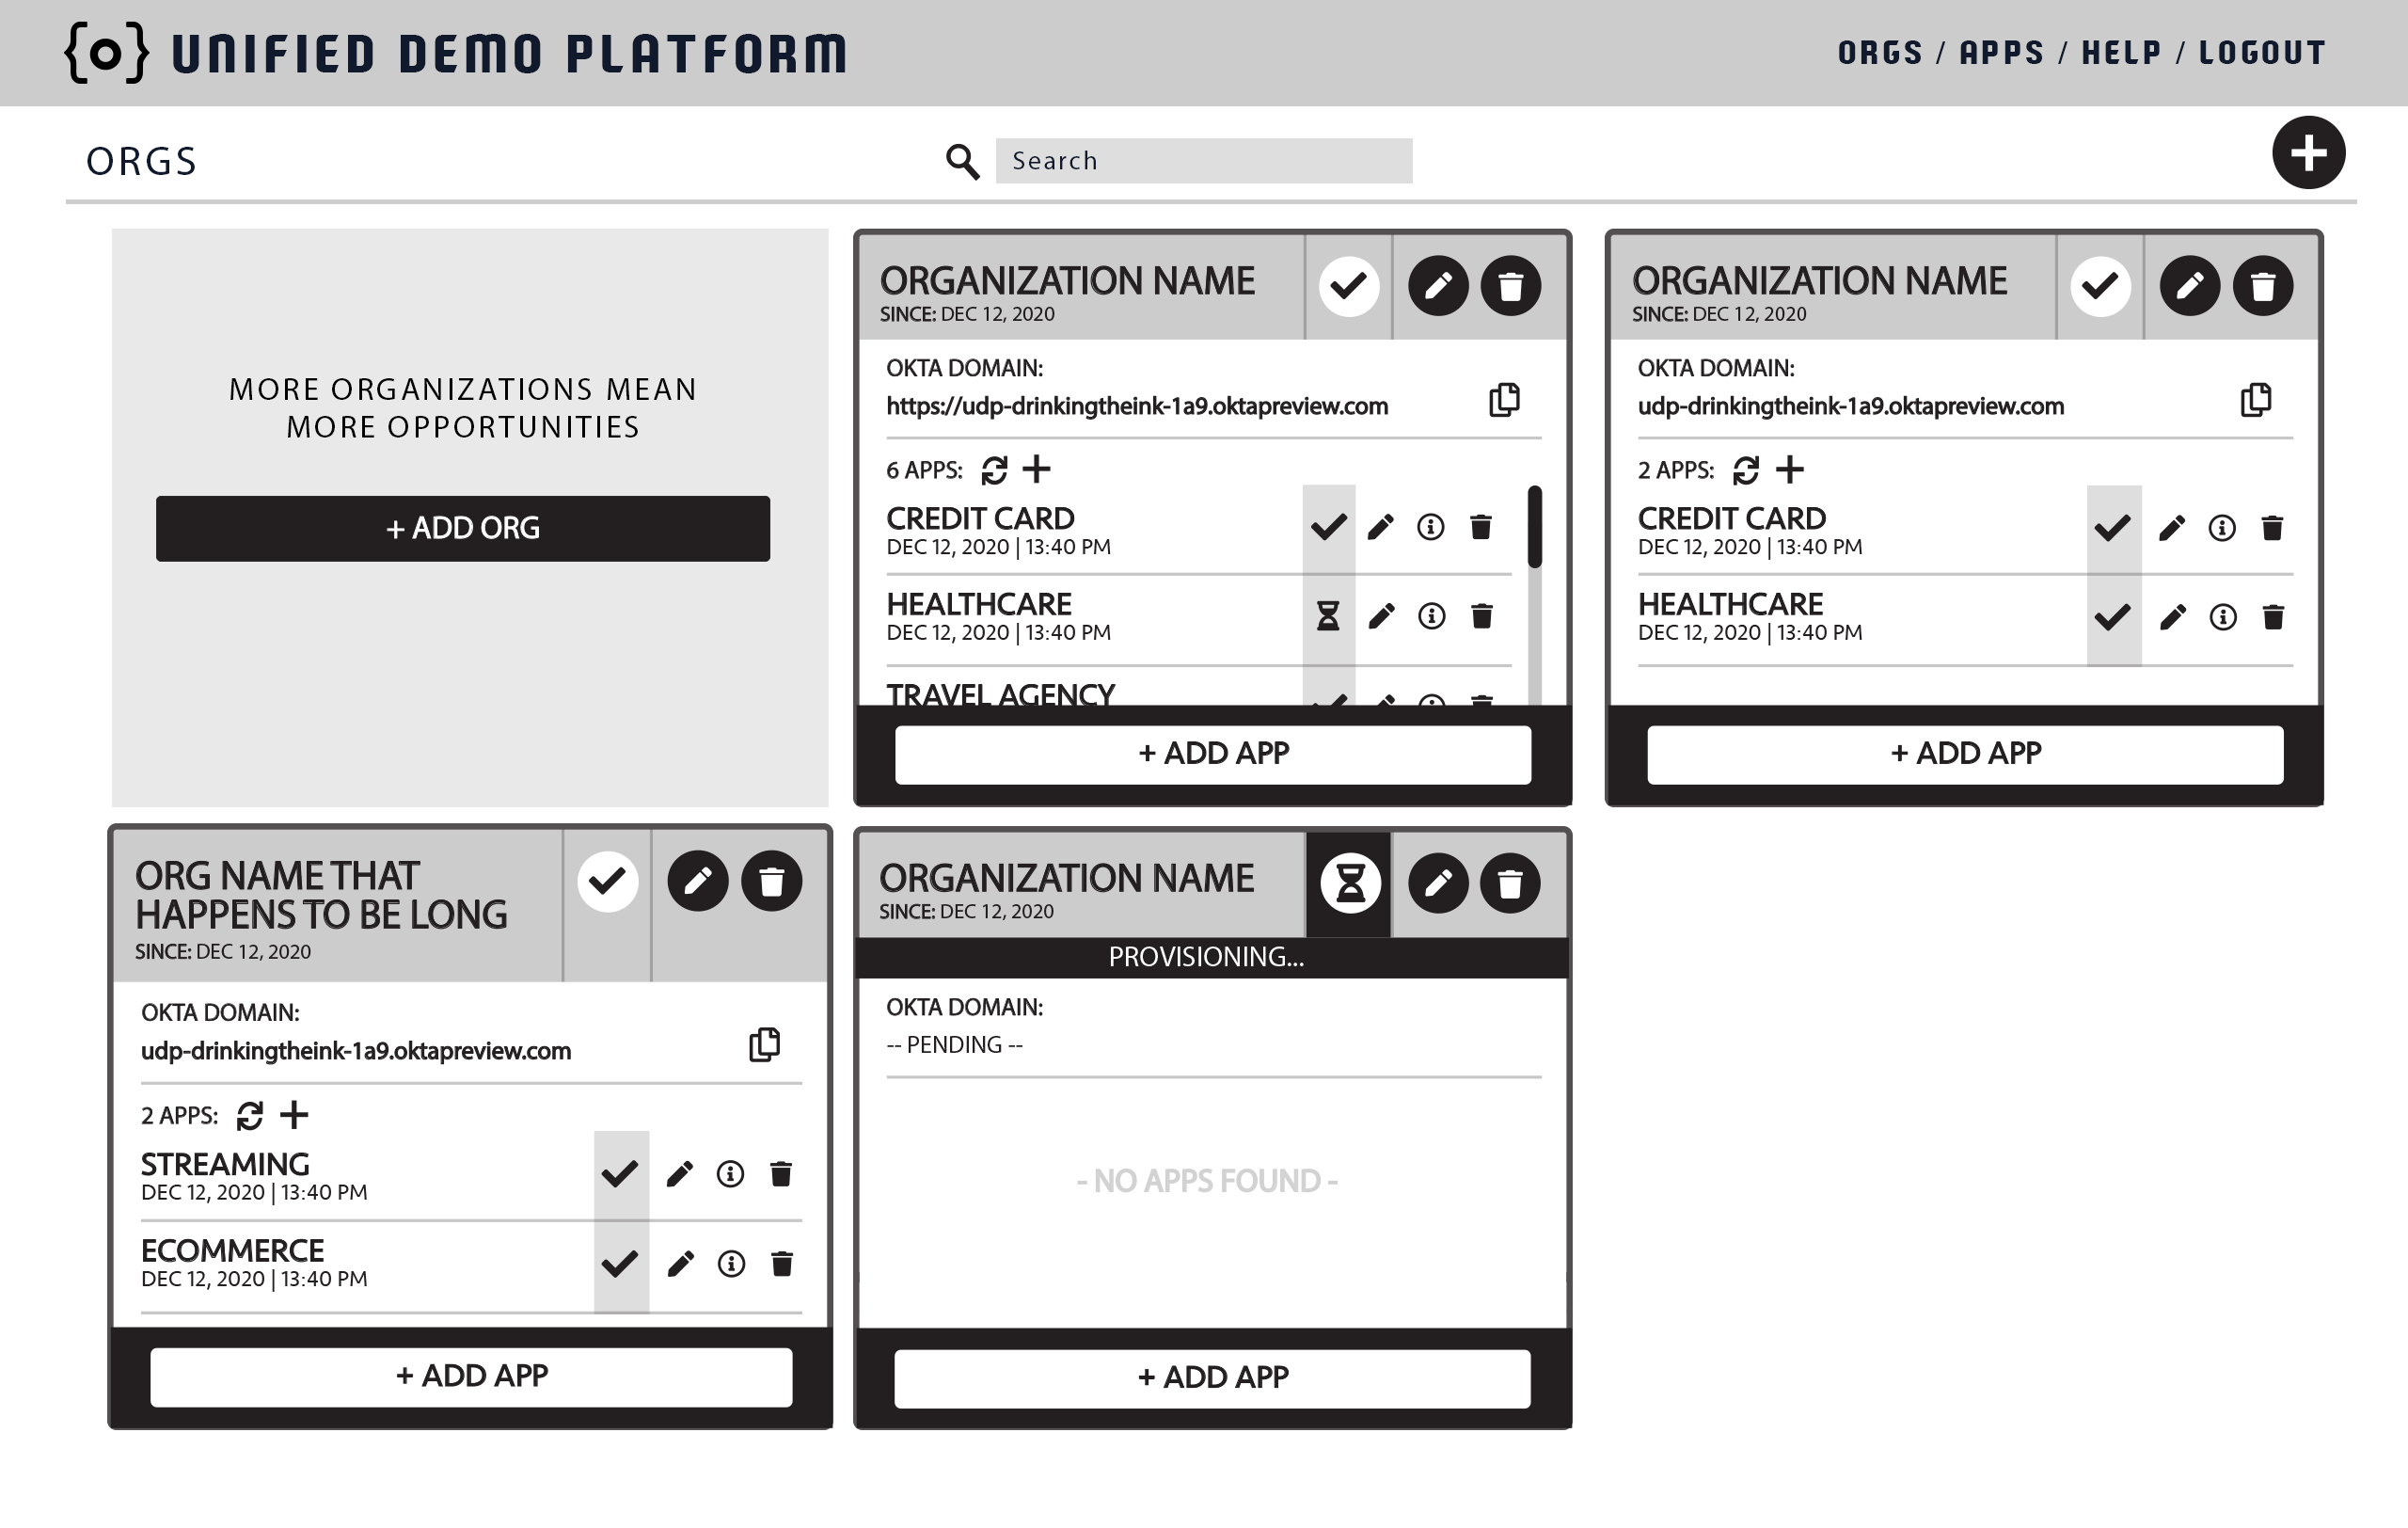 {o} UNIFIED DEMO PLATFORM
ORGS / APPS / HELP / LOGOUT
ORGS
Search
MORE ORGANIZATIONS MEAN
MORE OPPORTUNITIES
+ ADD ORG
ORGANIZATION NAME
SINCE: DEC 12, 2020
OKTA DOMAIN:
https://udp-drinkingtheink-1a9.oktapreview.com
6 APPS:
CREDIT CARD
DEC 12, 2020 | 13:40 PM
HEALTHCARE
DEC 12, 2020 | 13:40 PM
TRAVEL AGENCY
+ ADD APP
ORGANIZATION NAME
SINCE: DEC 12, 2020
OKTA DOMAIN:
udp-drinkingtheink-1a9.oktapreview.com
2 APPS:
CREDIT CARD
DEC 12, 2020 | 13:40 PM
HEALTHCARE
DEC 12, 2020 | 13:40 PM
+ ADD APP
ORG NAME THAT
HAPPENS TO BE LONG
SINCE: DEC 12, 2020
OKTA DOMAIN:
udp-drinkingtheink-1a9.oktapreview.com
2 APPS:
STREAMING
DEC 12, 2020 | 13:40 PM
ECOMMERCE
DEC 12, 2020 | 13:40 PM
+ ADD APP
ORGANIZATION NAME
SINCE: DEC 12, 2020
PROVISIONING...
OKTA DOMAIN:
-- PENDING --
- NO APPS FOUND -
+ ADD APP